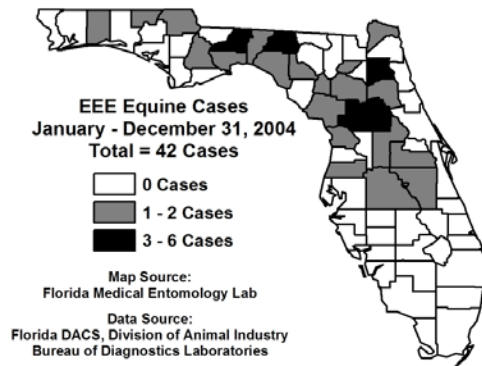 EEE Equine Cases
January - December 31, 2004
Total = 42 Cases
0 Cases
1 - 2 Cases
3 - 6 Cases
Map Source:
Florida Medical Entomology Lab
Data Source:
Florida DACS, Division of Animal Industry
Bureau of Diagnostics Laboratories